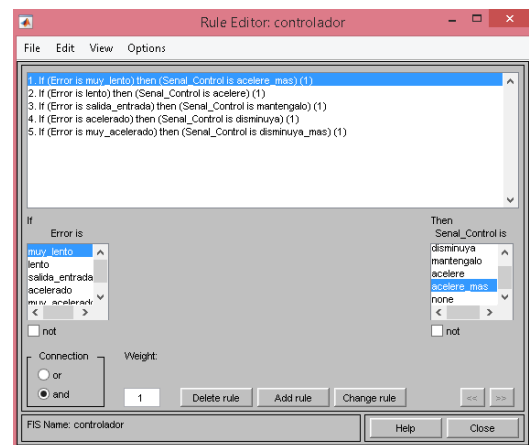 Rule Editor: controlador
File Edit View Options
1. If (Error is muy_lento) then (Senal_Control is acelere_mas) (1)
2. If (Error is lento) then (Senal_Control is acelere) (1)
3. If (Error is salida_entrada) then (Senal_Control is mantengalo) (1)
4. If (Error is acelerado) then (Senal_Control is disminuya) (1)
5. If (Error is muy_acelerado) then (Senal_Control is disminuya_mas) (1)
If
Error is
muy_lento
lento
salida_entrada
acelerado
muy_acelerado
not
Then
Senal_Control is
disminuya
mantengalo
acelere
acelere_mas
none
not
Connection
or
and
Weight:
1
Delete rule
Add rule
Change rule
<<
>>
FIS Name: controlador
Help
Close